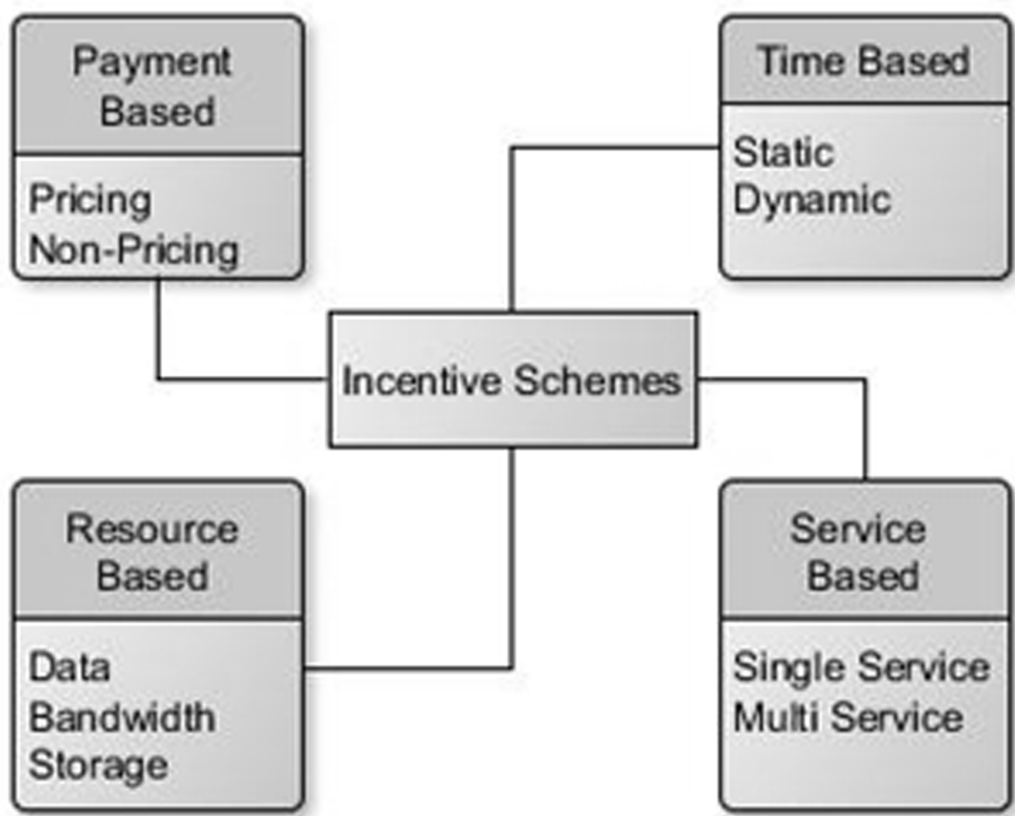 Payment
Based
Pricing
Non-Pricing
Time Based
Static
Dynamic
Incentive Schemes
Resource
Based
Data
Bandwidth
Storage
Service
Based
Single Service
Multi Service